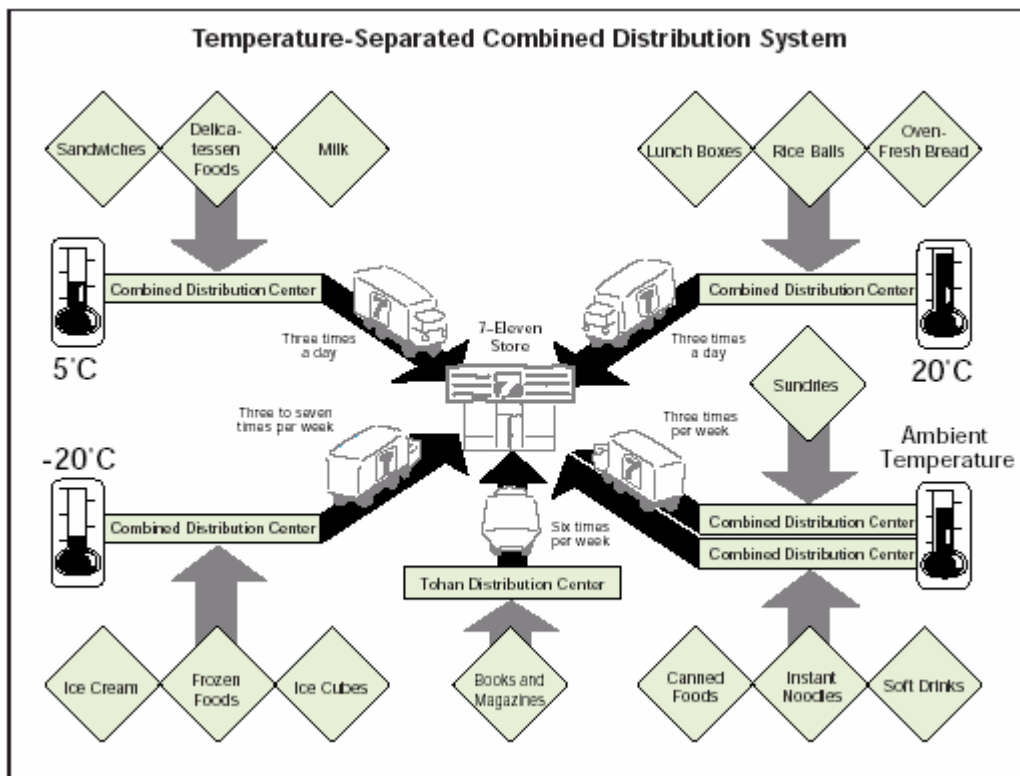 Temperature-Separated Combined Distribution System
Sandwiches
Delica-
tessen
Foods
Milk
Lunch Boxes
Rice Balls
Oven-
Fresh Bread
Combined Distribution Center
7
7-Eleven
Store
Combined Distribution Center
Three times
a day
Three times
a day
5°C
20°C
7
Sundries
Three to seven
times per week
Three times
per week
Ambient
Temperature
-20°C
7
Combined Distribution Center
Combined Distribution Center
Six times
per week
Combined Distribution Center
Tohan Distribution Center
Ice Cream
Frozen
Foods
Ice Cubes
Books and
Magazines
Canned
Foods
Instant
Noodles
Soft Drinks